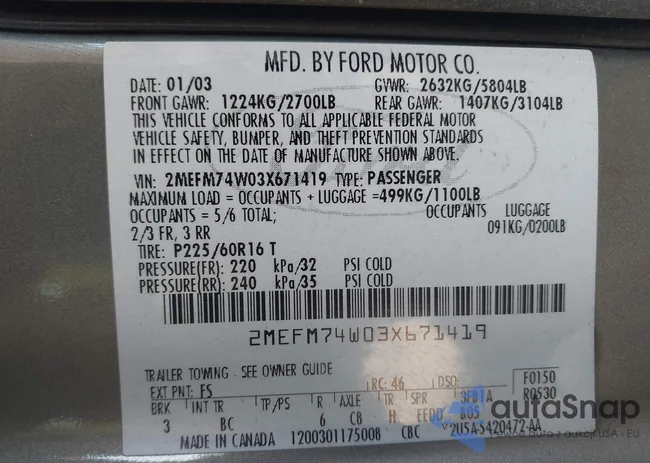 MFD. BY FORD MOTOR CO.
DATE: 01/03 GVWR: 2632KG/5804LB
FRONT GAWR: 1224KG/2700LB REAR GAWR: 1407KG/3104LB
THIS VEHICLE CONFORMS TO ALL APPLICABLE FEDERAL MOTOR
VEHICLE SAFETY, BUMPER, AND THEFT PREVENTION STANDARDS
IN EFFECT ON THE DATE OF MANUFACTURE SHOWN ABOVE.
VIN: 2MEFM74W03X671419 TYPE: PASSENGER
MAXIMUM LOAD = OCCUPANTS + LUGGAGE =499KG/1100LB
OCCUPANTS = 5/6 TOTAL; OCCUPANTS LUGGAGE
2/3 FR, 3 RR 091KG/0200LB
TIRE: P225/60R16 T
PRESSURE(FR): 220 kPa/32 PSI COLD
PRESSURE(RR): 240 kPa/35 PSI COLD
2MEFM74W03X671419
TRAILER TOWING - SEE OWNER GUIDE
EXT PNT: FS RC: 46 DSO: F0150
BRK INT TR TP/PS R AXLE TR SPR R0530
3 BC 6 C8 H EEDD
MADE IN CANADA 1200301175008 CBC 2U5A-5420472-AA
autoSnap